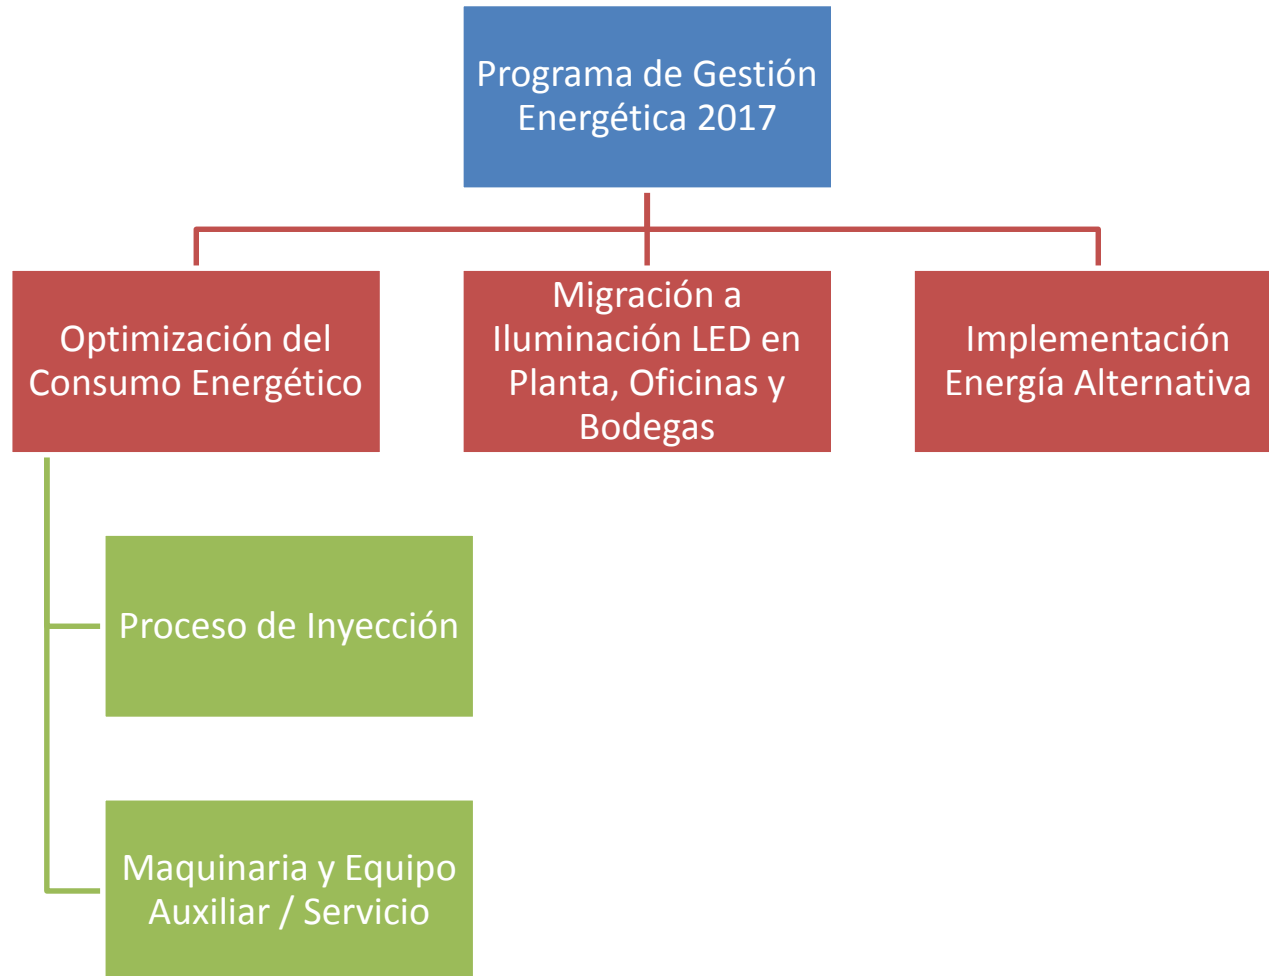 Programa de Gestión
Energética 2017
Optimización del
Consumo Energético
Migración a
Iluminación LED en
Planta, Oficinas y
Bodegas
Implementación
Energía Alternativa
Proceso de Inyección
Maquinaria y Equipo
Auxiliar / Servicio